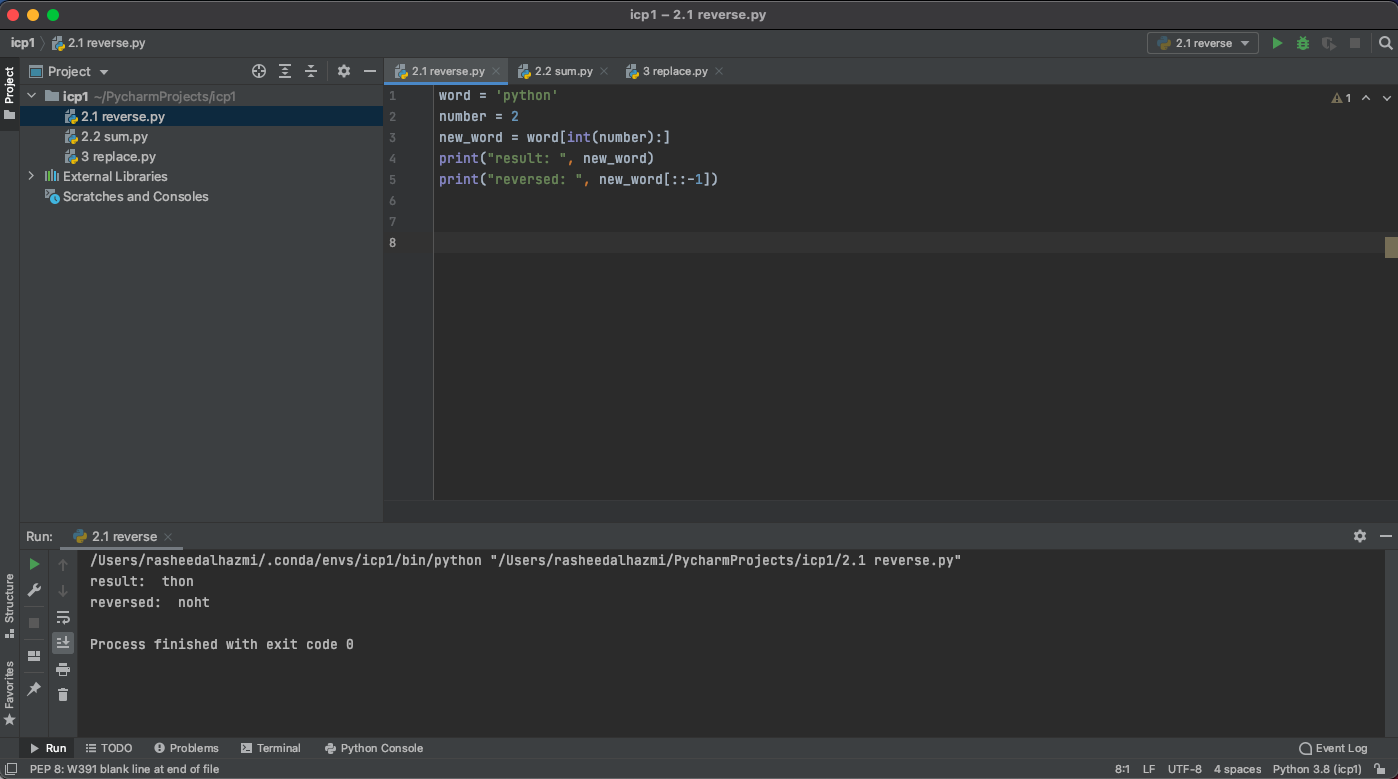 icp1 – 2.1 reverse.py
icp1 2.1 reverse.py
2.1 reverse
Project
Project
2.1 reverse.py
2.2 sum.py
3 replace.py
icp1 ~/PycharmProjects/icp1
2.1 reverse.py
2.2 sum.py
3 replace.py
External Libraries
Scratches and Consoles
1 word = 'python'
2 number = 2
3 new_word = word[int(number):]
4 print("result: ", new_word)
5 print("reversed: ", new_word[::-1])
6
7
8
1
Run: 2.1 reverse
/Users/rasheedalhazmi/.conda/envs/icp1/bin/python "/Users/rasheedalhazmi/PycharmProjects/icp1/2.1 reverse.py"
result:  thon
reversed:  noht
Process finished with exit code 0
Structure
Favorites
Run TODO Problems Terminal Python Console Event Log
PEP 8: W391 blank line at end of file 8:1 LF UTF-8 4 spaces Python 3.8 (icp1)